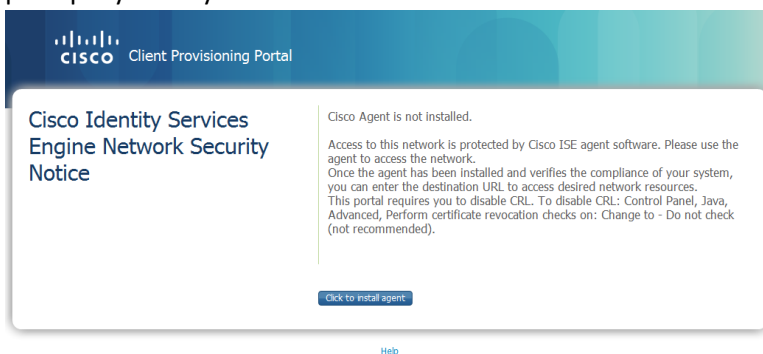 CISCO Client Provisioning Portal
Cisco Identity Services
Engine Network Security
Notice
Cisco Agent is not installed.
Access to this network is protected by Cisco ISE agent software. Please use the
agent to access the network.
Once the agent has been installed and verifies the compliance of your system,
you can enter the destination URL to access desired network resources.
This portal requires you to disable CRL. To disable CRL: Control Panel, Java,
Advanced, Perform certificate revocation checks on: Change to - Do not check
(not recommended).
Click to install agent
Help